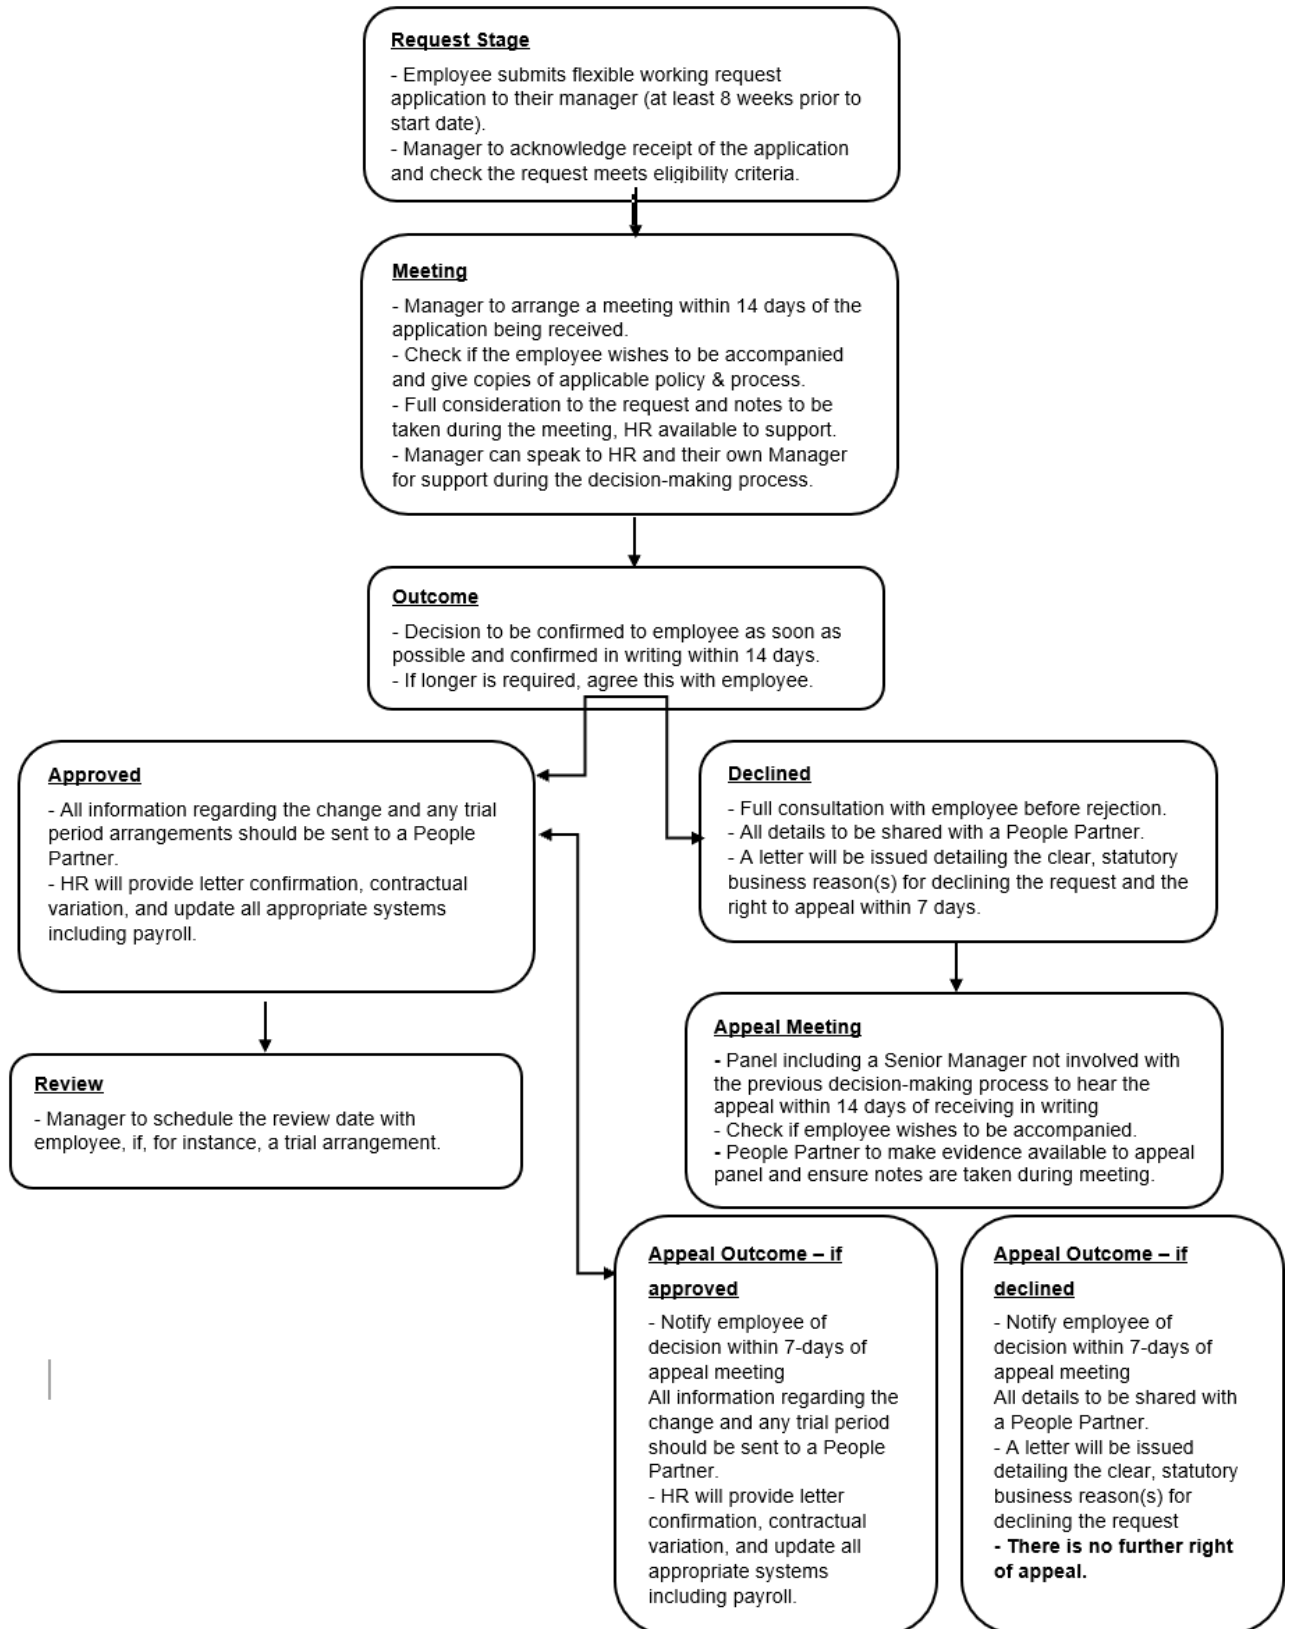 Request Stage
- Employee submits flexible working request
application to their manager (at least 8 weeks prior to
start date).
- Manager to acknowledge receipt of the application
and check the request meets eligibility criteria.
Meeting
- Manager to arrange a meeting within 14 days of the
application being received.
- Check if the employee wishes to be accompanied
and give copies of applicable policy & process.
- Full consideration to the request and notes to be
taken during the meeting, HR available to support.
- Manager can speak to HR and their own Manager
for support during the decision-making process.
Outcome
- Decision to be confirmed to employee as soon as
possible and confirmed in writing within 14 days.
- If longer is required, agree this with employee.
Approved
- All information regarding the change and any trial
period arrangements should be sent to a People
Partner.
- HR will provide letter confirmation, contractual
variation, and update all appropriate systems
including payroll.
Declined
- Full consultation with employee before rejection.
- All details to be shared with a People Partner.
- A letter will be issued detailing the clear, statutory
business reason(s) for declining the request and the
right to appeal within 7 days.
Review
- Manager to schedule the review date with
employee, if, for instance, a trial arrangement.
Appeal Meeting
- Panel including a Senior Manager not involved with
the previous decision-making process to hear the
appeal within 14 days of receiving in writing
- Check if employee wishes to be accompanied.
- People Partner to make evidence available to appeal
panel and ensure notes are taken during meeting.
Appeal Outcome – if
approved
- Notify employee of
decision within 7-days of
appeal meeting
All information regarding the
change and any trial period
should be sent to a People
Partner.
- HR will provide letter
confirmation, contractual
variation, and update all
appropriate systems
including payroll.
Appeal Outcome – if
declined
- Notify employee of
decision within 7-days of
appeal meeting
All details to be shared with
a People Partner.
- A letter will be issued
detailing the clear, statutory
business reason(s) for
declining the request
- There is no further right
of appeal.